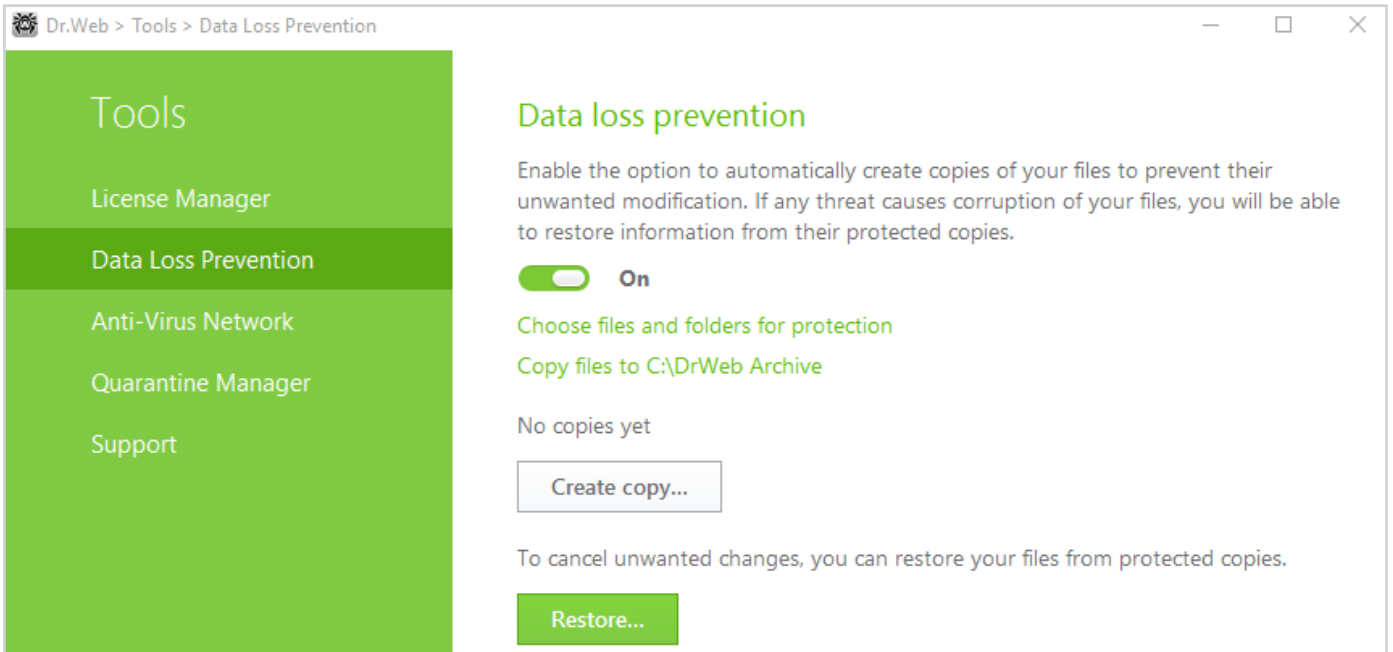 Dr.Web > Tools > Data Loss Prevention
Tools
License Manager
Data Loss Prevention
Anti-Virus Network
Quarantine Manager
Support
Data loss prevention
Enable the option to automatically create copies of your files to prevent their
unwanted modification. If any threat causes corruption of your files, you will be able
to restore information from their protected copies.
On
Choose files and folders for protection
Copy files to C:\DrWeb Archive
No copies yet
Create copy...
To cancel unwanted changes, you can restore your files from protected copies.
Restore...